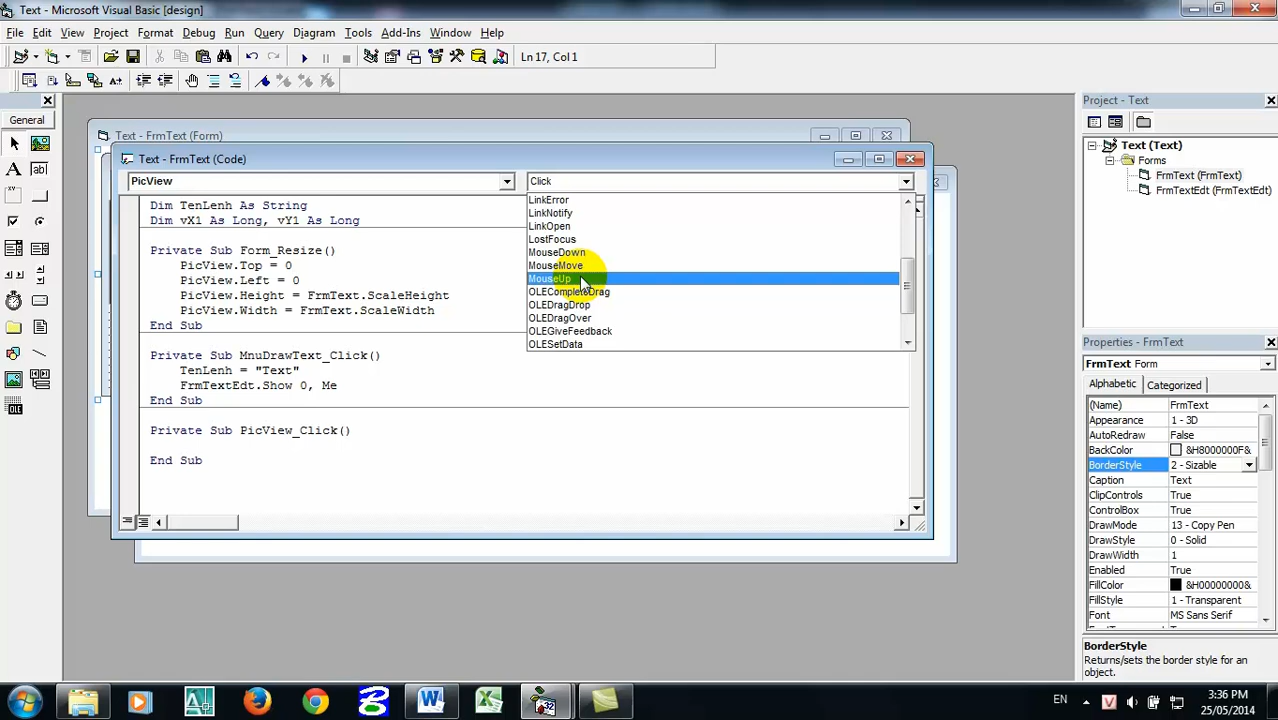 Text - Microsoft Visual Basic [design]
File Edit View Project Format Debug Run Query Diagram Tools Add-Ins Window Help
Ln 17, Col 1
General
Text - FrmText (Form)
Text - FrmText (Code)
PicView
Click
Dim TenLenh As String
Dim vX1 As Long, vY1 As Long
Private Sub Form_Resize()
PicView.Top = 0
PicView.Left = 0
PicView.Height = FrmText.ScaleHeight
PicView.Width = FrmText.ScaleWidth
End Sub
Private Sub MnuDrawText_Click()
TenLenh = "Text"
FrmTextEdt.Show 0, Me
End Sub
Private Sub PicView_Click()
End Sub
LinkError
LinkNotify
LinkOpen
LostFocus
MouseDown
MouseMove
MouseUp
OLECompleteDrag
OLEDragDrop
OLEDragOver
OLEGiveFeedback
OLESetData
Project - Text
Text (Text)
Forms
FrmText (FrmText)
FrmTextEdt (FrmTextEdt)
Properties - FrmText
FrmText Form
Alphabetic Categorized
(Name) FrmText
Appearance 1 - 3D
AutoRedraw False
BackColor &H8000000F&
BorderStyle 2 - Sizable
Caption Text
ClipControls True
ControlBox True
DrawMode 13 - Copy Pen
DrawStyle 0 - Solid
DrawWidth 1
Enabled True
FillColor &H00000000&
FillStyle 1 - Transparent
Font MS Sans Serif
BorderStyle
Returns/sets the border style for an
object.
EN
3:36 PM
25/05/2014